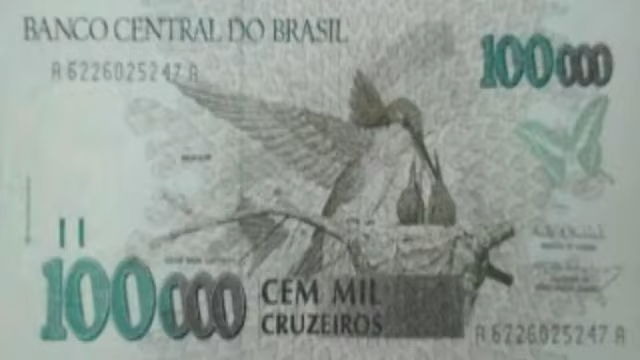 BANCO CENTRAL DO BRASIL
100000
A 6226025247 A
100000
CEM MIL
CRUZEIROS
A 6226025247 A